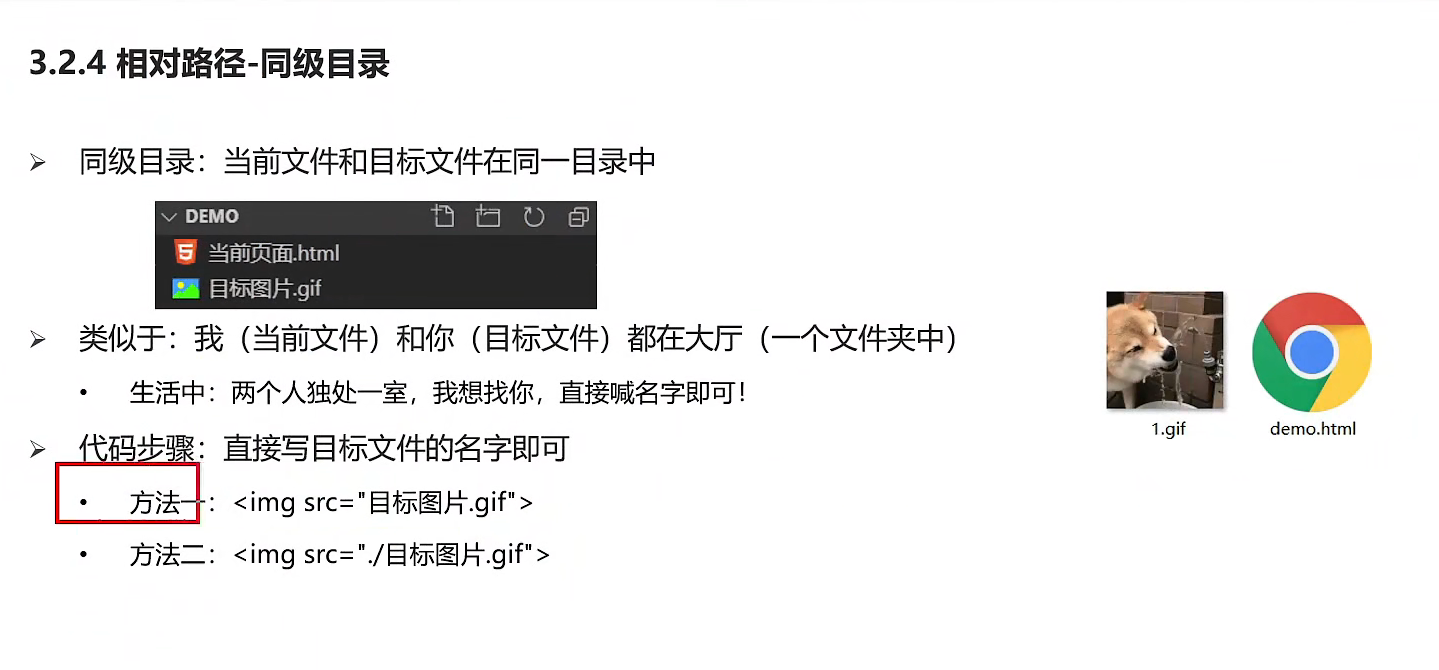 3.2.4 相对路径-同级目录
同级目录：当前文件和目标文件在同一目录中
DEMO
当前页面.html
目标图片.gif
类似于：我（当前文件）和你（目标文件）都在大厅（一个文件夹中）
生活中：两个人独处一室，我想找你，直接喊名字即可！
代码步骤：直接写目标文件的名字即可
方法一：<img src="目标图片.gif">
方法二：<img src="./目标图片.gif">
1.gif
demo.html